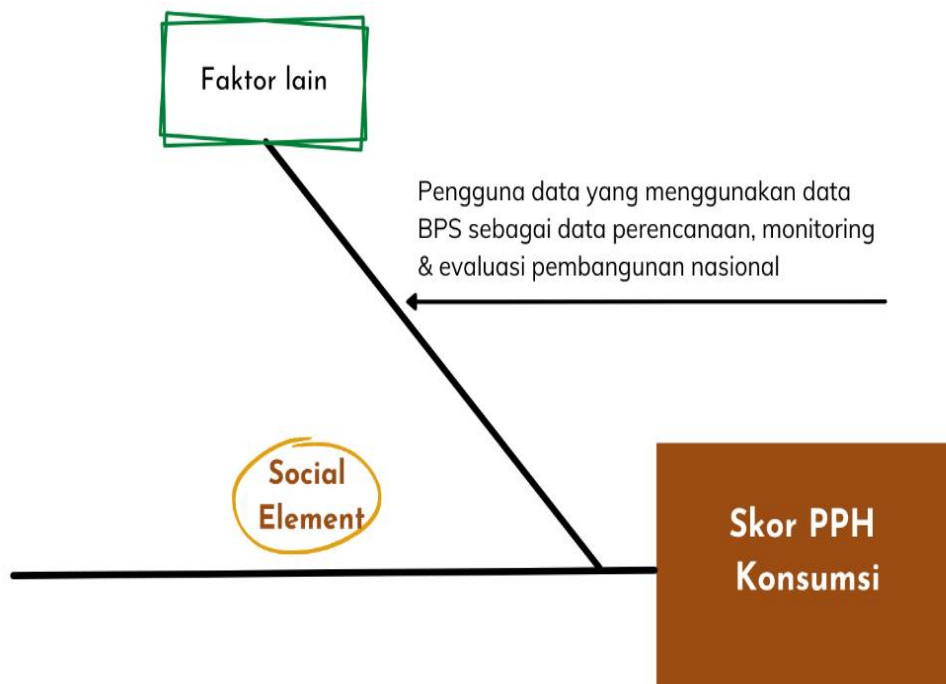 Faktor lain
Pengguna data yang menggunakan data
BPS sebagai data perencanaan, monitoring
& evaluasi pembangunan nasional
Social
Element
Skor PPH
Konsumsi